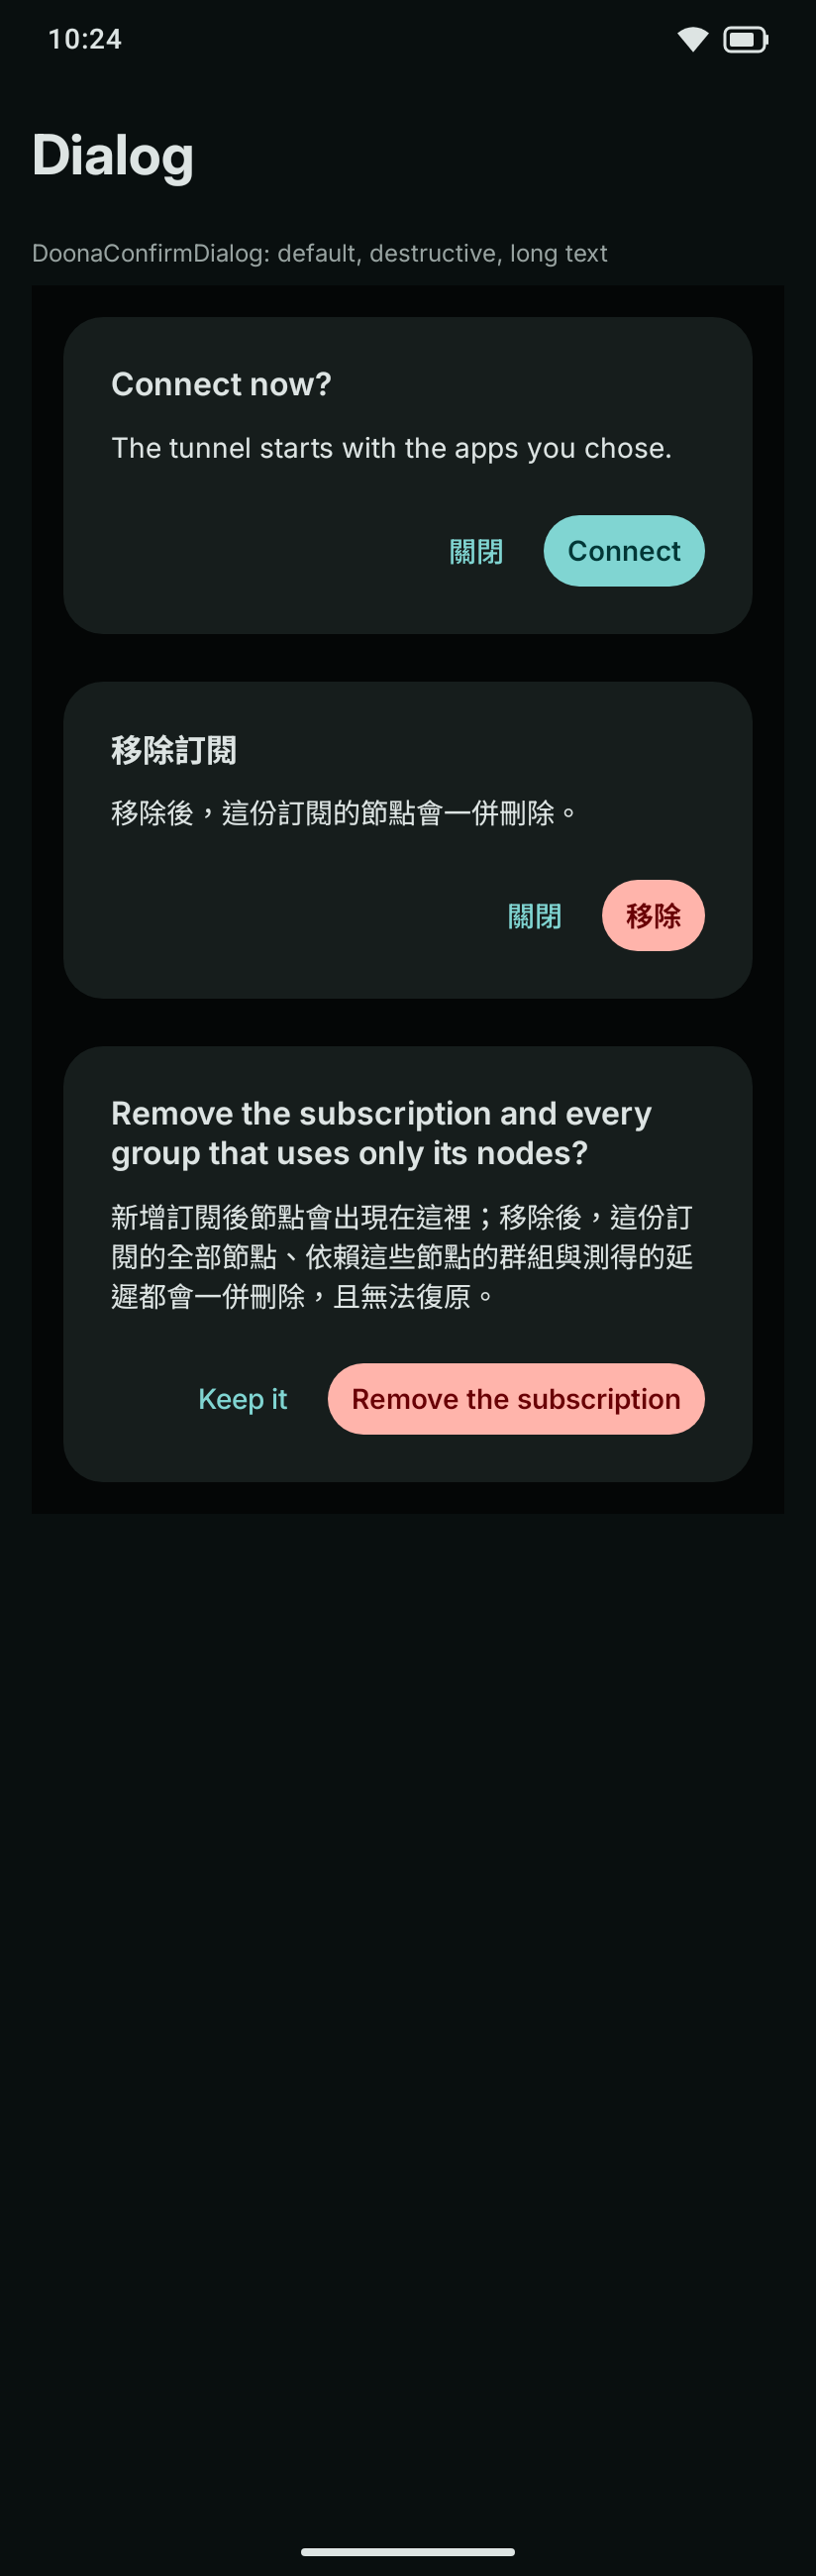 10:24
Dialog
DoonaConfirmDialog: default, destructive, long text
Connect now?
The tunnel starts with the apps you chose.
關閉
Connect
移除訂閱
移除後，這份訂閱的節點會一併刪除。
關閉
移除
Remove the subscription and every
group that uses only its nodes?
新增訂閱後節點會出現在這裡；移除後，這份訂
閱的全部節點、依賴這些節點的群組與測得的延
遲都會一併刪除，且無法復原。
Keep it
Remove the subscription